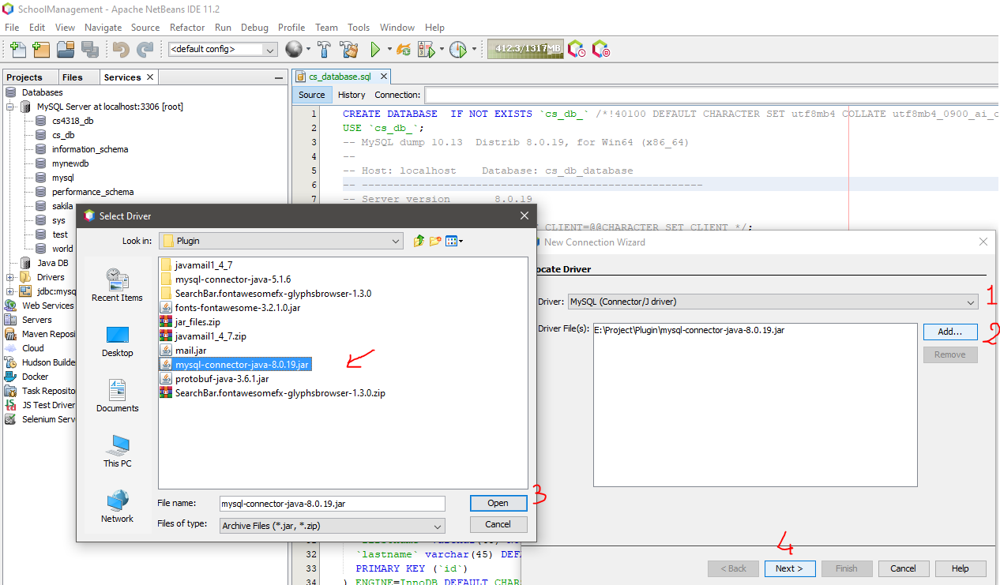 SchoolManagement - Apache NetBeans IDE 11.2
File Edit View Navigate Source Refactor Run Debug Profile Team Tools Window Help
<default config>
412.3/1317MB
Projects Files Services
Databases
MySQL Server at localhost:3306 [root]
cs4318_db
cs_db
information_schema
mynewdb
mysql
performance_schema
sakila
sys
test
world
Java DB
Drivers
jdbc:mysq
Web Services
Servers
Maven Reposi
Cloud
Hudson Builde
Docker
Task Reposito
JS Test Driver
Selenium Serv
cs_database.sql
Source History Connection:
1 CREATE DATABASE IF NOT EXISTS `cs_db_` /*!40100 DEFAULT CHARACTER SET utf8mb4 COLLATE utf8mb4_0900_ai_c
2 USE `cs_db_`;
3 -- MySQL dump 10.13 Distrib 8.0.19, for Win64 (x86_64)
4 --
5 -- Host: localhost Database: cs_db_database
6 -- ------------------------------------------------------
7 -- Server version 8.0.19
CLIENT=@@CHARACTER_SET_CLIENT */;
Select Driver
Look in: Plugin
Recent Items
Desktop
Documents
This PC
Network
javamail1_4_7
mysql-connector-java-5.1.6
SearchBar.fontawesomefx-glyphsbrowser-1.3.0
fonts-fontawesome-3.2.1.0.jar
jar_files.zip
javamail1_4_7.zip
mail.jar
mysql-connector-java-8.0.19.jar
protobuf-java-3.6.1.jar
SearchBar.fontawesomefx-glyphsbrowser-1.3.0.zip
File name: mysql-connector-java-8.0.19.jar
Open 3
Files of type: Archive Files (*.jar, *.zip)
Cancel
New Connection Wizard
ocate Driver
Driver: MySQL (Connector/J driver) 1
Driver File(s): E:\Project\Plugin\mysql-connector-java-8.0.19.jar
Add... 2
Remove
4
< Back Next > Finish Cancel Help
32 `lastname` varchar(45) DEF
33 PRIMARY KEY (`id`)
34 ) ENGINE=InnoDB DEFAULT CHAR